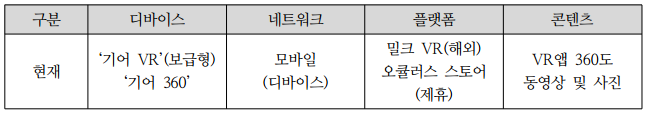 구분 디바이스 네트워크 플랫폼 콘텐츠
현재
‘기어 VR’(보급형)
‘기어 360’
모바일
(디바이스)
밀크 VR(해외)
오큘러스 스토어
(제휴)
VR앱 360도
동영상 및 사진